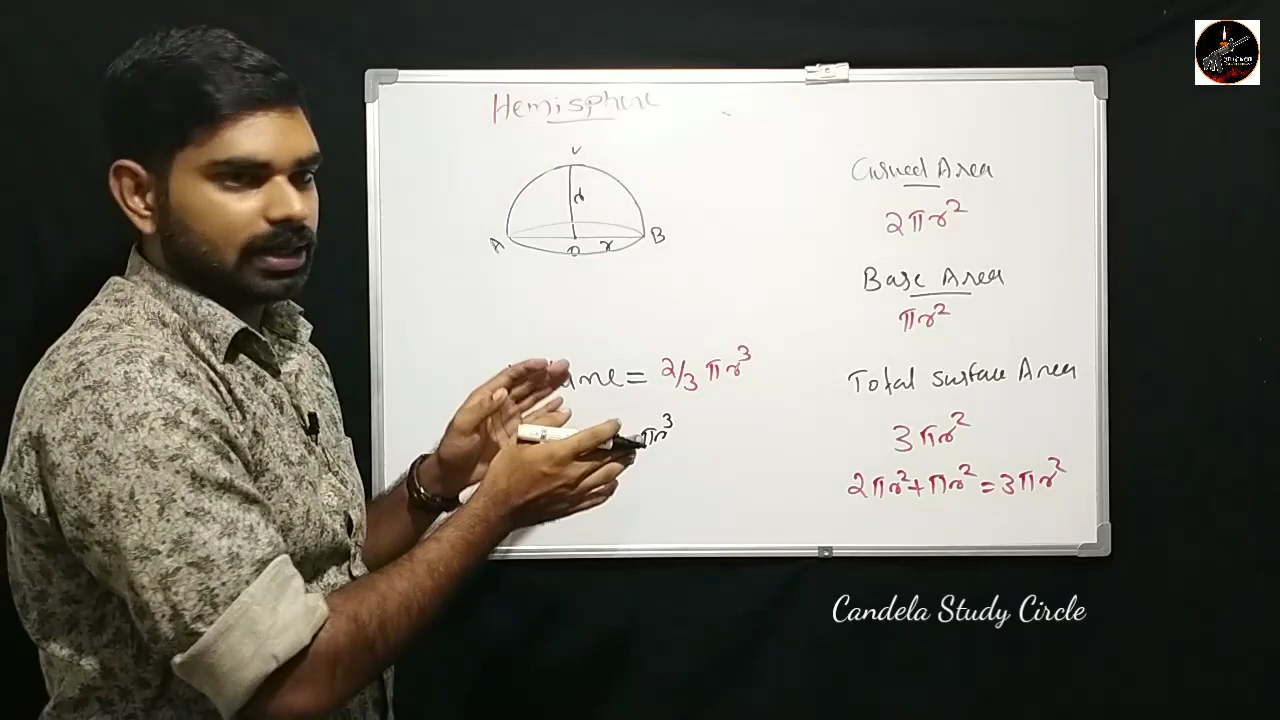 Hemisphere
V
r
A
O
r
B
= 2/3 πr³
πr³
Curved Area
2πr²
Base Area
πr²
Total Surface Area
3πr²
2πr²+πr²=3πr²
Candela Study Circle